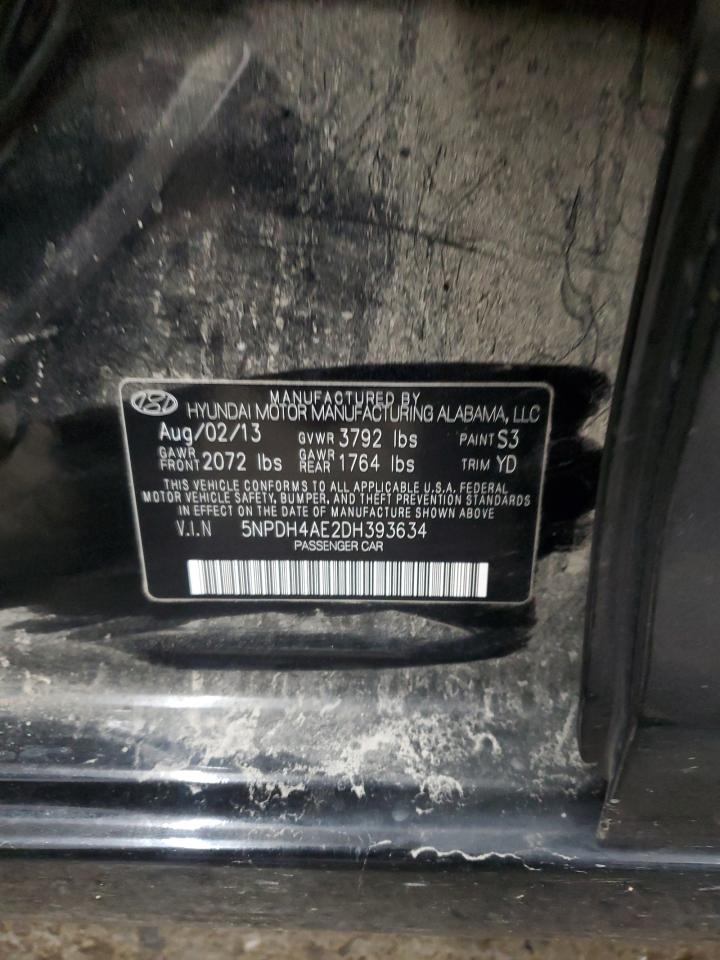 MANUFACTURED BY
HYUNDAI MOTOR MANUFACTURING ALABAMA, LLC
Aug/02/13 GVWR 3792 lbs PAINT S3
GAWR FRONT 2072 lbs GAWR REAR 1764 lbs TRIM YD
THIS VEHICLE CONFORMS TO ALL APPLICABLE U.S.A. FEDERAL
MOTOR VEHICLE SAFETY, BUMPER, AND THEFT PREVENTION STANDARDS
IN EFFECT ON THE DATE OF MANUFACTURE SHOWN ABOVE
V.I.N 5NPDH4AE2DH393634
PASSENGER CAR